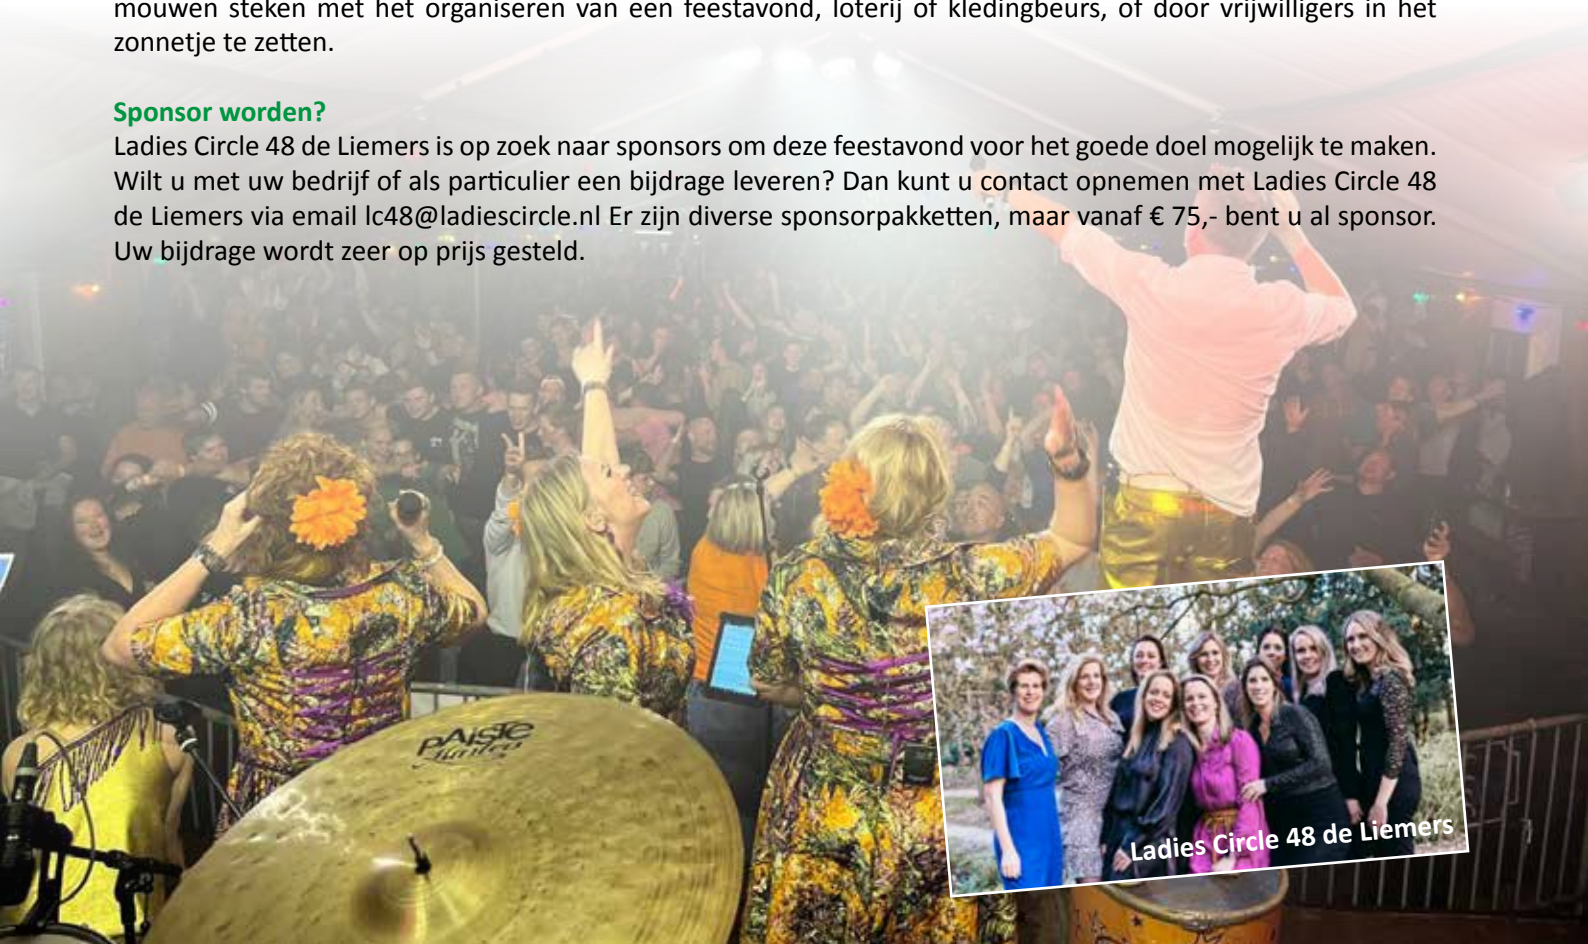 mouwen steken met het organiseren van een feestavond, loterij of kledingbeurs, of door vrijwilligers in het
zonnetje te zetten.
Sponsor worden?
Ladies Circle 48 de Liemers is op zoek naar sponsors om deze feestavond voor het goede doel mogelijk te maken.
Wilt u met uw bedrijf of als particulier een bijdrage leveren? Dan kunt u contact opnemen met Ladies Circle 48
de Liemers via email lc48@ladiescircle.nl Er zijn diverse sponsorpakketten, maar vanaf € 75,- bent u al sponsor.
Uw bijdrage wordt zeer op prijs gesteld.
PAISTE
Ladies Circle 48 de Liemers